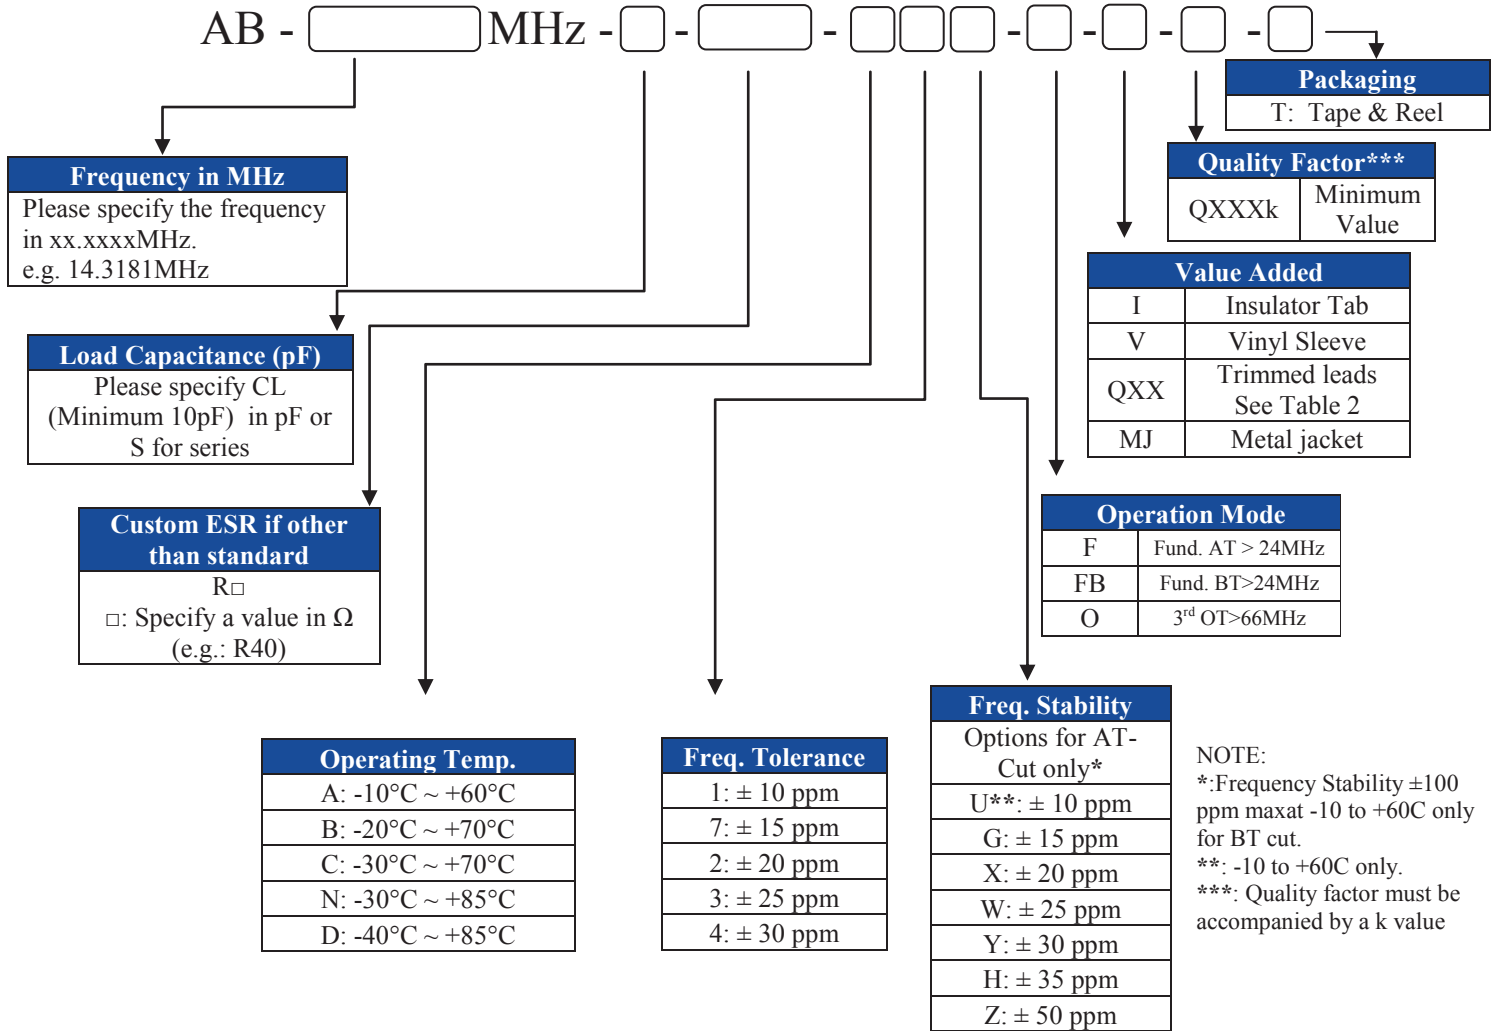 AB - MHz - - - - - - -
Packaging
T: Tape & Reel
Frequency in MHz
Please specify the frequency
in xx.xxxxMHz.
e.g. 14.3181MHz
Quality Factor***
QXXXk
Minimum
Value
Value Added
I Insulator Tab
V Vinyl Sleeve
QXX
Trimmed leads
See Table 2
MJ Metal jacket
Load Capacitance (pF)
Please specify CL
(Minimum 10pF) in pF or
S for series
Custom ESR if other
than standard
R□
□: Specify a value in Ω
(e.g.: R40)
Operation Mode
F Fund. AT > 24MHz
FB Fund. BT>24MHz
O 3rd OT>66MHz
Operating Temp.
A: -10°C ~ +60°C
B: -20°C ~ +70°C
C: -30°C ~ +70°C
N: -30°C ~ +85°C
D: -40°C ~ +85°C
Freq. Tolerance
1: ± 10 ppm
7: ± 15 ppm
2: ± 20 ppm
3: ± 25 ppm
4: ± 30 ppm
Freq. Stability
Options for AT-
Cut only*
U**: ± 10 ppm
G: ± 15 ppm
X: ± 20 ppm
W: ± 25 ppm
Y: ± 30 ppm
H: ± 35 ppm
Z: ± 50 ppm
NOTE:
*:Frequency Stability ±100
ppm maxat -10 to +60C only
for BT cut.
**: -10 to +60C only.
***: Quality factor must be
accompanied by a k value